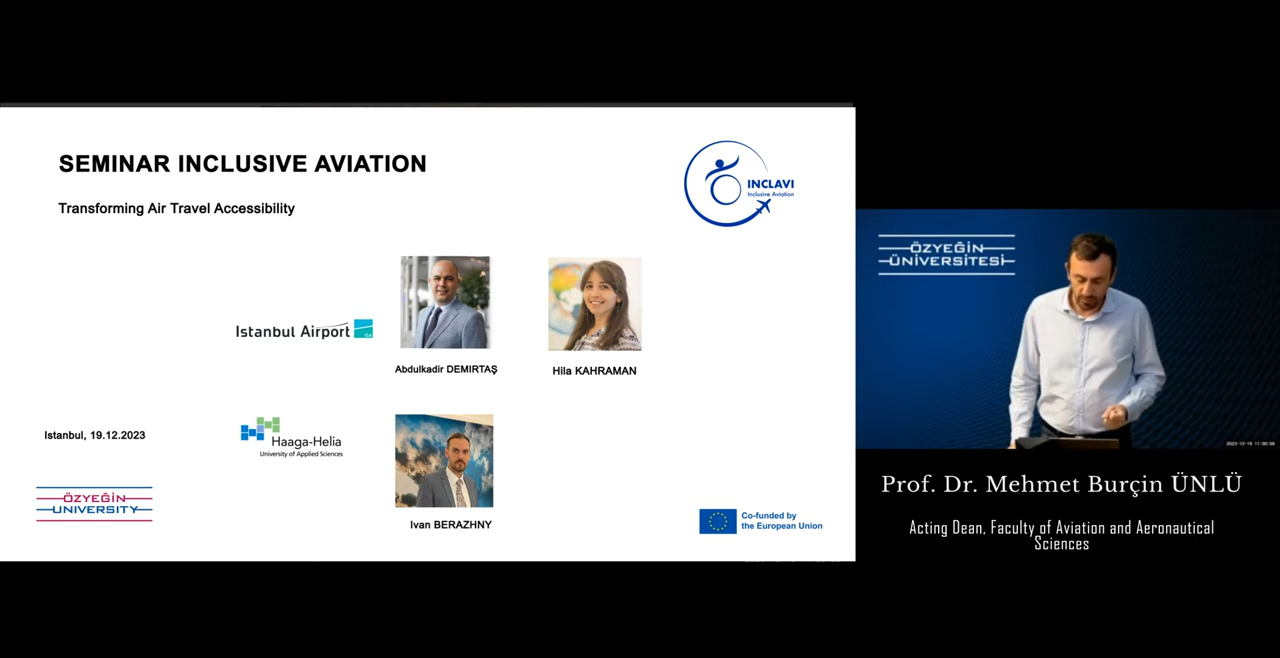 SEMINAR INCLUSIVE AVIATION
Transforming Air Travel Accessibility
INCLAVI
Inclusive Aviation
Istanbul Airport
iGA
Abdulkadir DEMIRTAŞ
Hila KAHRAMAN
Istanbul, 19.12.2023
Haaga-Helia
University of Applied Sciences
Ivan BERAZHNY
ÖZYEĞİN
UNIVERSITY
Co-funded by
the European Union
ÖZYEĞİN
ÜNİVERSİTESİ
Prof. Dr. Mehmet Burçin ÜNLÜ
Acting Dean, Faculty of Aviation and Aeronautical
Sciences